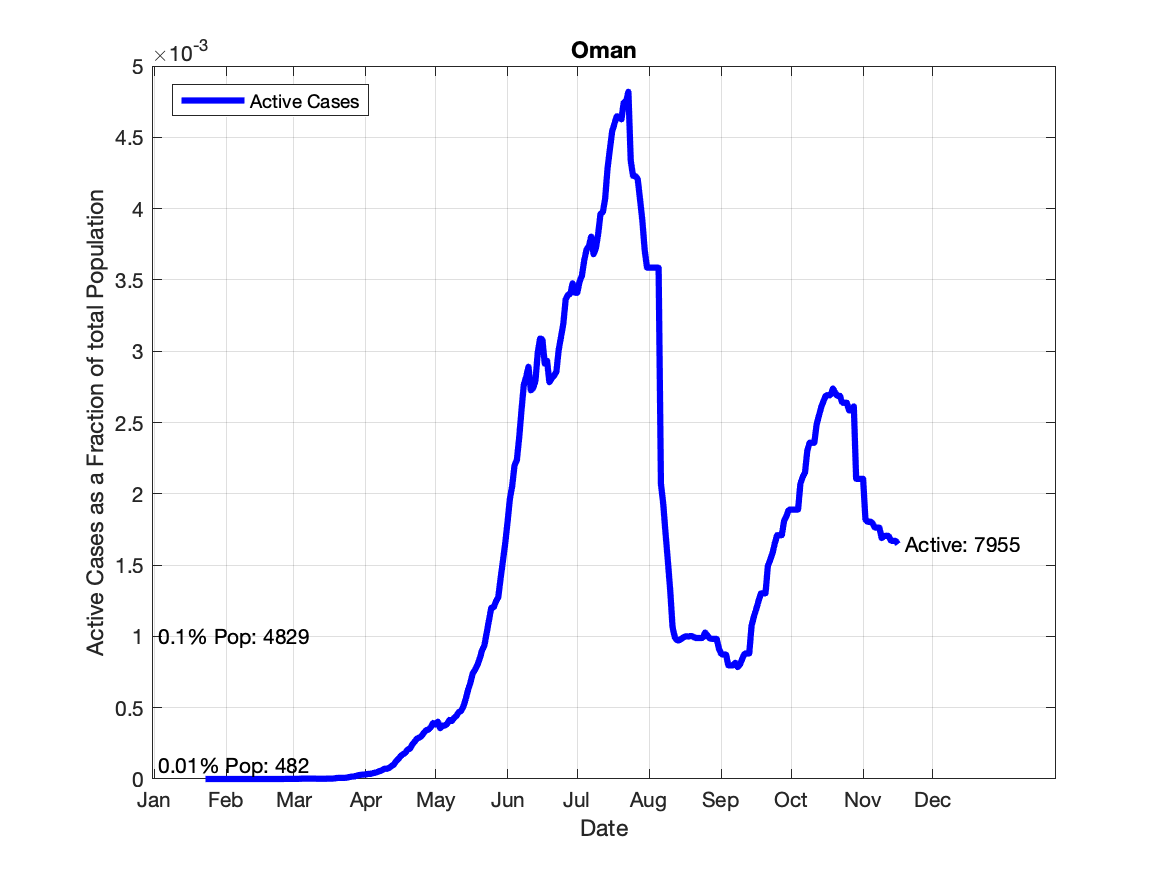 Oman
×10-3
Active Cases
5
4.5
4
3.5
3
2.5
2
1.5
1
0.5
0
Active Cases as a Fraction of total Population
0.1% Pop: 4829
0.01% Pop: 482
Active: 7955
Jan Feb Mar Apr May Jun Jul Aug Sep Oct Nov Dec
Date